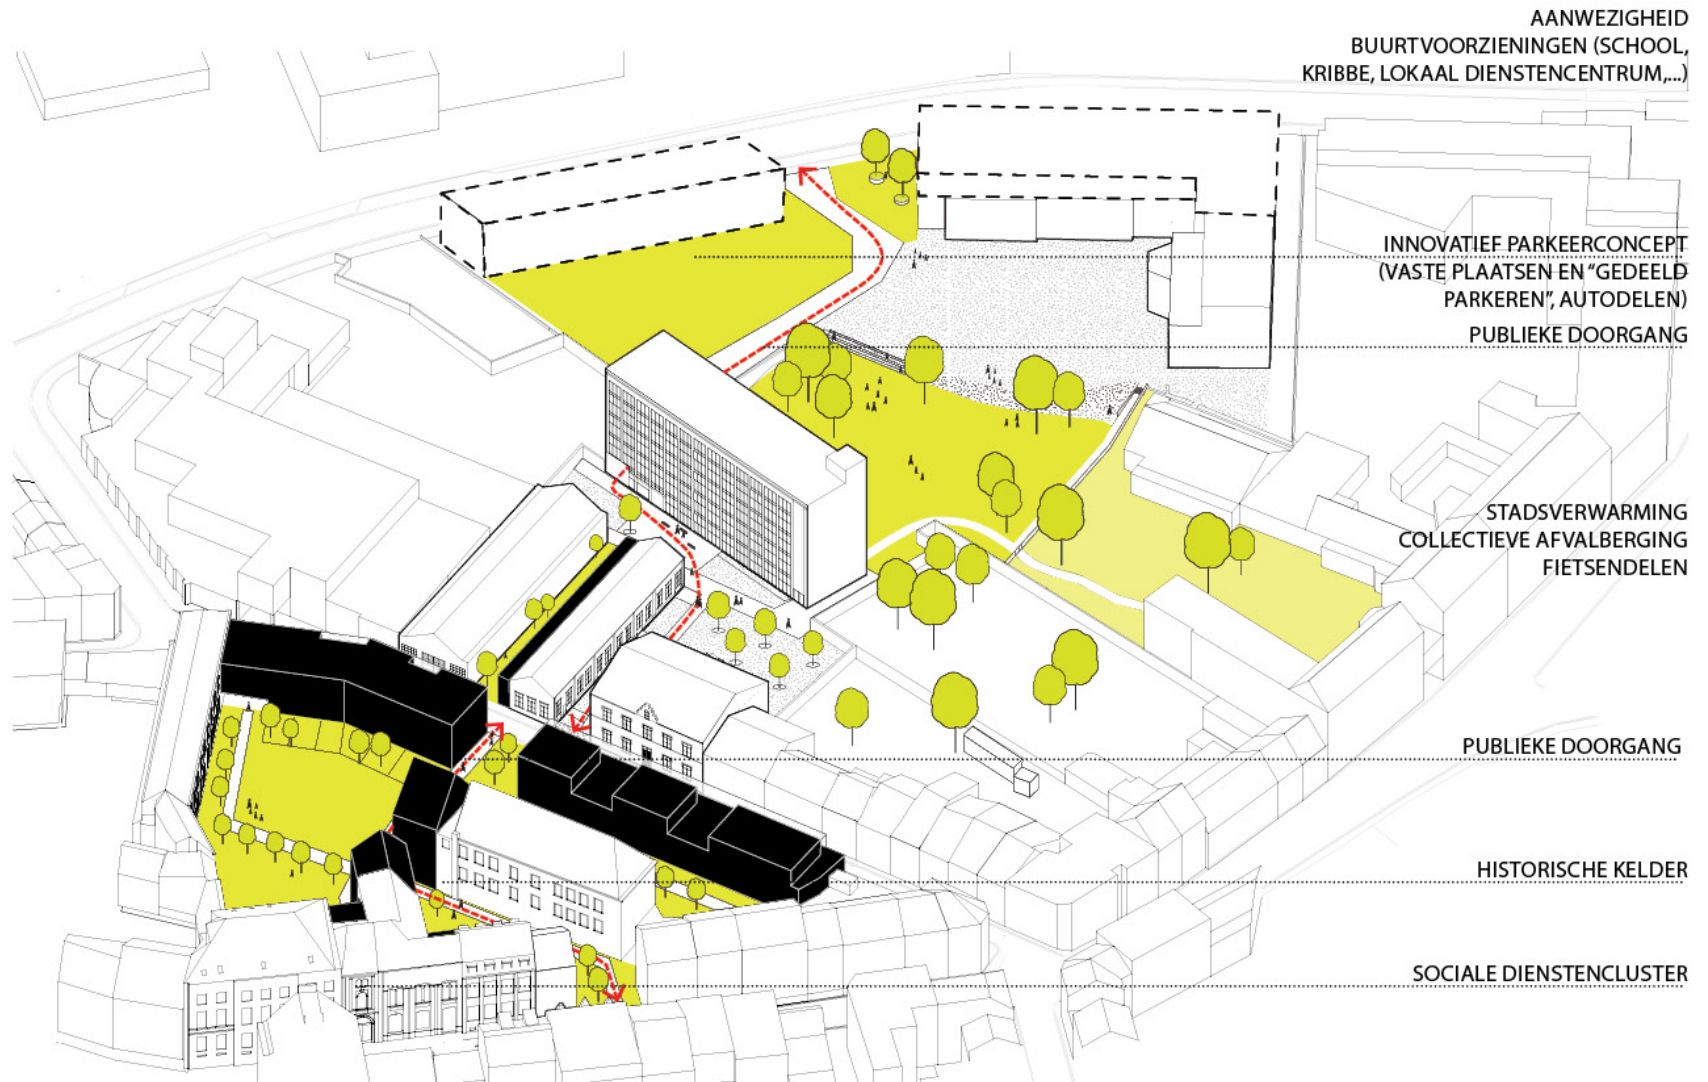 AANWEZIGHEID
BUURTVOORZIENINGEN (SCHOOL,
KRIBBE, LOKAAL DIENSTENCENTRUM,...)
INNOVATIEF PARKEERCONCEPT
(VASTE PLAATSEN EN “GEDEELD
PARKEREN”, AUTODELEN)
PUBLIEKE DOORGANG
STADSVERWARMING
COLLECTIEVE AFVALBERGING
FIETSENDELEN
PUBLIEKE DOORGANG
HISTORISCHE KELDER
SOCIALE DIENSTENCLUSTER